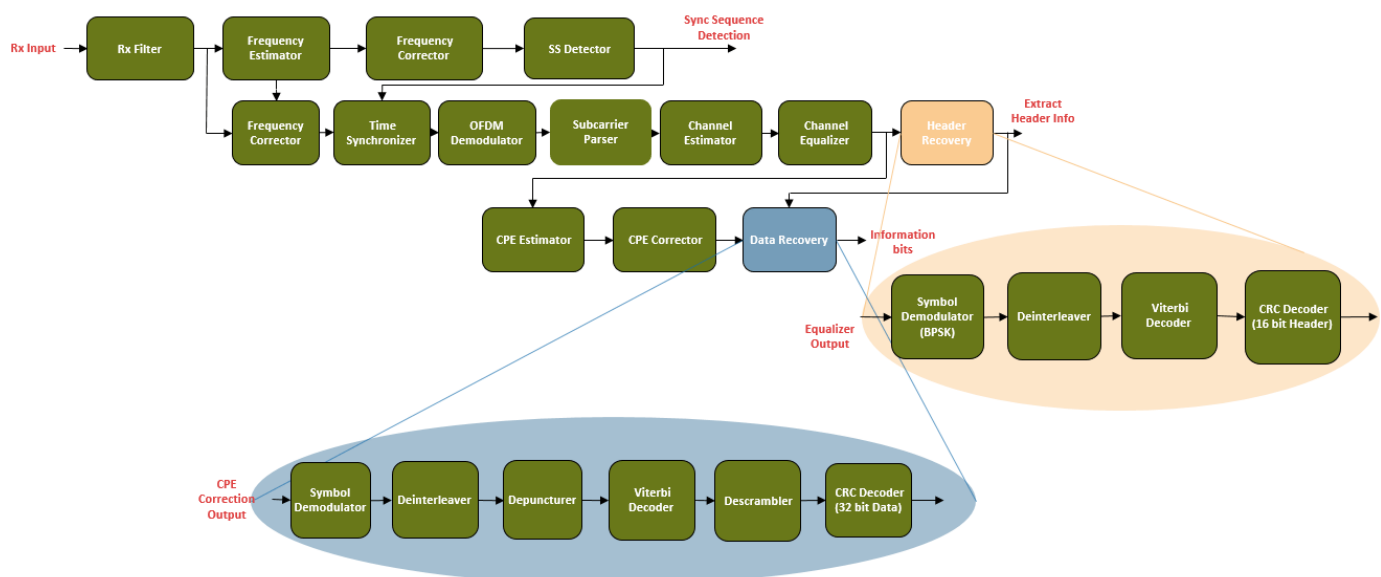 Rx Input
Rx Filter
Frequency
Estimator
Frequency
Corrector
SS Detector
Sync Sequence
Detection
Frequency
Corrector
Time
Synchronizer
OFDM
Demodulator
Subcarrier
Parser
Channel
Estimator
Channel
Equalizer
Header
Recovery
Extract
Header Info
CPE Estimator
CPE Corrector
Data Recovery
Information
bits
Equalizer
Output
Symbol
Demodulator
(BPSK)
Deinterleaver
Viterbi
Decoder
CRC Decoder
(16 bit Header)
CPE
Correction
Output
Symbol
Demodulator
Deinterleaver
Depuncturer
Viterbi
Decoder
Descrambler
CRC Decoder
(32 bit Data)